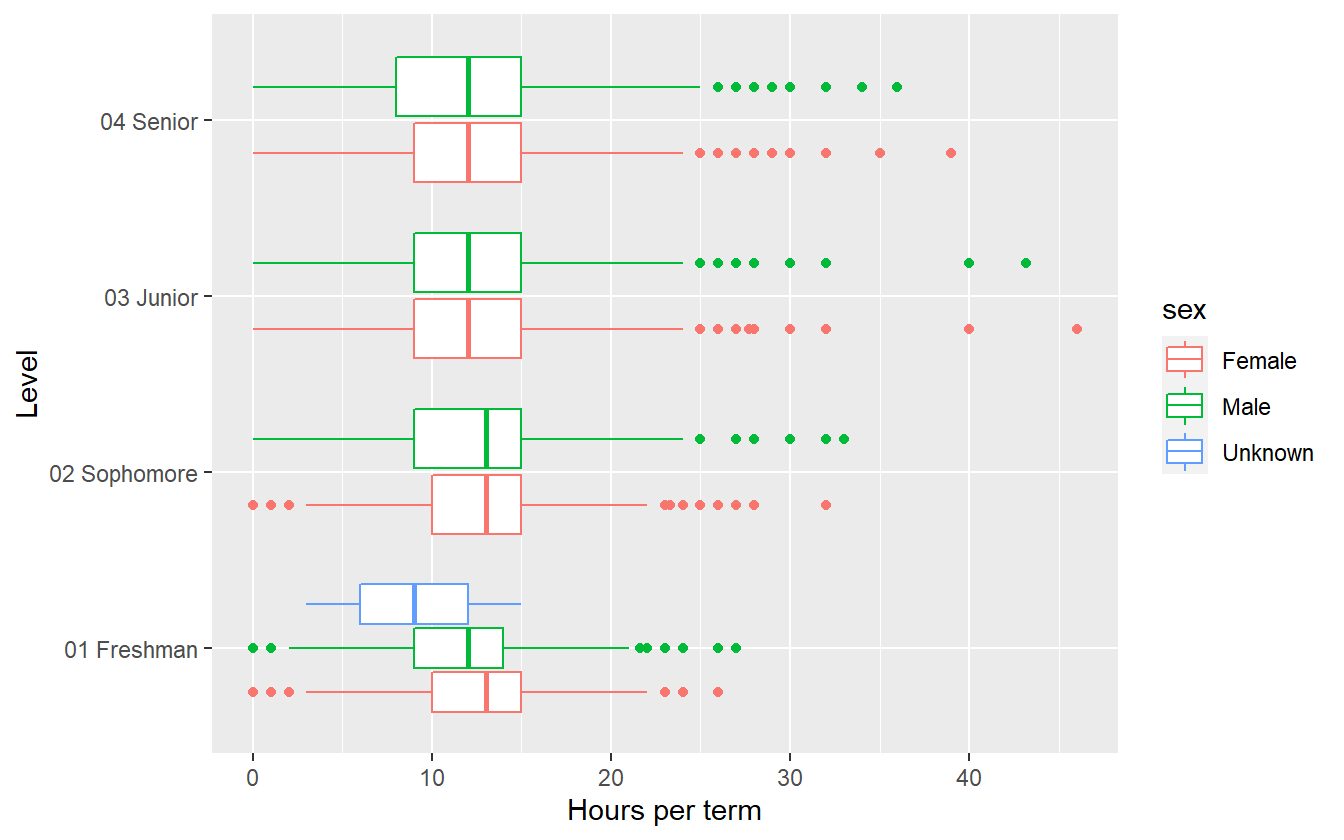 04 Senior
03 Junior
02 Sophomore
01 Freshman
Level
0 10 20 30 40
Hours per term
sex
Female
Male
Unknown